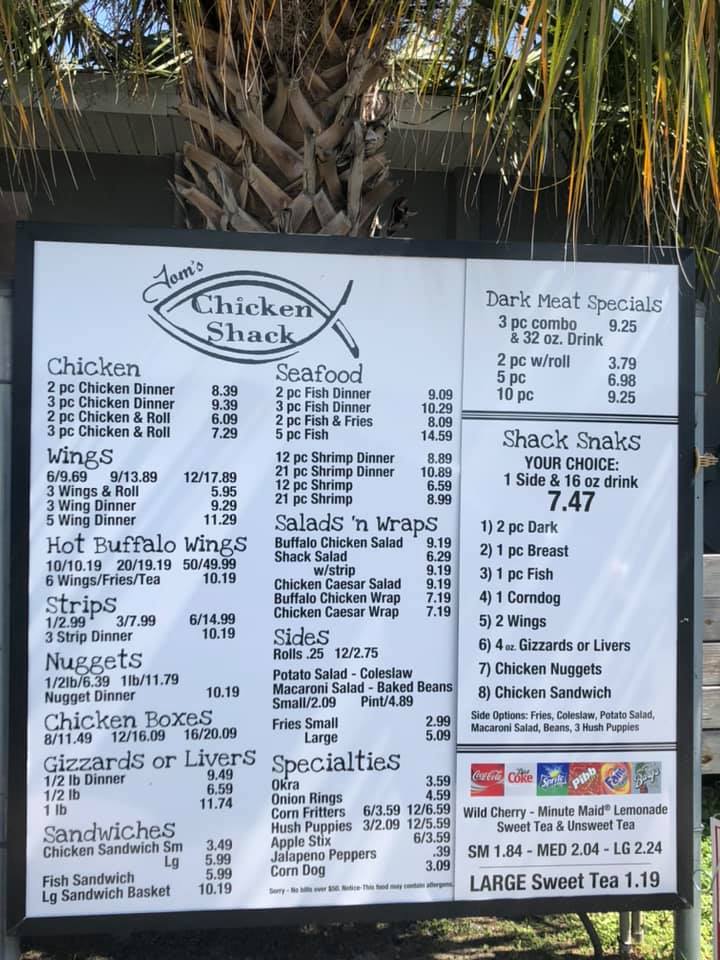 Tom's
Chicken
Shack
Chicken
2 pc Chicken Dinner 8.39
3 pc Chicken Dinner 9.39
2 pc Chicken & Roll 6.09
3 pc Chicken & Roll 7.29
Wings
6/9.69 9/13.89 12/17.89
3 Wings & Roll 5.95
3 Wing Dinner 9.29
5 Wing Dinner 11.29
Hot Buffalo Wings
10/10.19 20/19.19 50/49.99
6 Wings/Fries/Tea 10.19
Strips
1/2.99 3/7.99 6/14.99
3 Strip Dinner 10.19
Nuggets
1/2lb/6.39 1lb/11.79
Nugget Dinner 10.19
Chicken Boxes
8/11.49 12/16.09 16/20.09
Gizzards or Livers
1/2 lb Dinner 9.49
1/2 lb 6.59
1 lb 11.74
Sandwiches
Chicken Sandwich Sm 3.49
Lg 5.99
Fish Sandwich 5.99
Lg Sandwich Basket 10.19
Seafood
2 pc Fish Dinner 9.09
3 pc Fish Dinner 10.29
2 pc Fish & Fries 8.09
5 pc Fish 14.59
12 pc Shrimp Dinner 8.89
21 pc Shrimp Dinner 10.89
12 pc Shrimp 6.59
21 pc Shrimp 8.99
Salads 'n Wraps
Buffalo Chicken Salad 9.19
Shack Salad 6.29
w/strip 9.19
Chicken Caesar Salad 9.19
Buffalo Chicken Wrap 7.19
Chicken Caesar Wrap 7.19
Sides
Rolls .25 12/2.75
Potato Salad - Coleslaw
Macaroni Salad - Baked Beans
Small/2.09 Pint/4.89
Fries Small 2.99
Large 5.09
Specialties
Okra 3.59
Onion Rings 4.59
Corn Fritters 6/3.59 12/6.59
Hush Puppies 3/2.09 12/5.59
Apple Stix 6/3.59
Jalapeno Peppers .39
Corn Dog 3.09
Sorry - No bills over $50. Notice-This food may contain allergens.
Dark Meat Specials
3 pc combo 9.25
& 32 oz. Drink
2 pc w/roll 3.79
5 pc 6.98
10 pc 9.25
Shack Snaks
YOUR CHOICE:
1 Side & 16 oz drink
7.47
1) 2 pc Dark
2) 1 pc Breast
3) 1 pc Fish
4) 1 Corndog
5) 2 Wings
6) 4 oz. Gizzards or Livers
7) Chicken Nuggets
8) Chicken Sandwich
Side Options: Fries, Coleslaw, Potato Salad,
Macaroni Salad, Beans, 3 Hush Puppies
Coca-Cola Diet Coke Sprite Pibb Fanta Barq's
Wild Cherry - Minute Maid® Lemonade
Sweet Tea & Unsweet Tea
SM 1.84 - MED 2.04 - LG 2.24
LARGE Sweet Tea 1.19